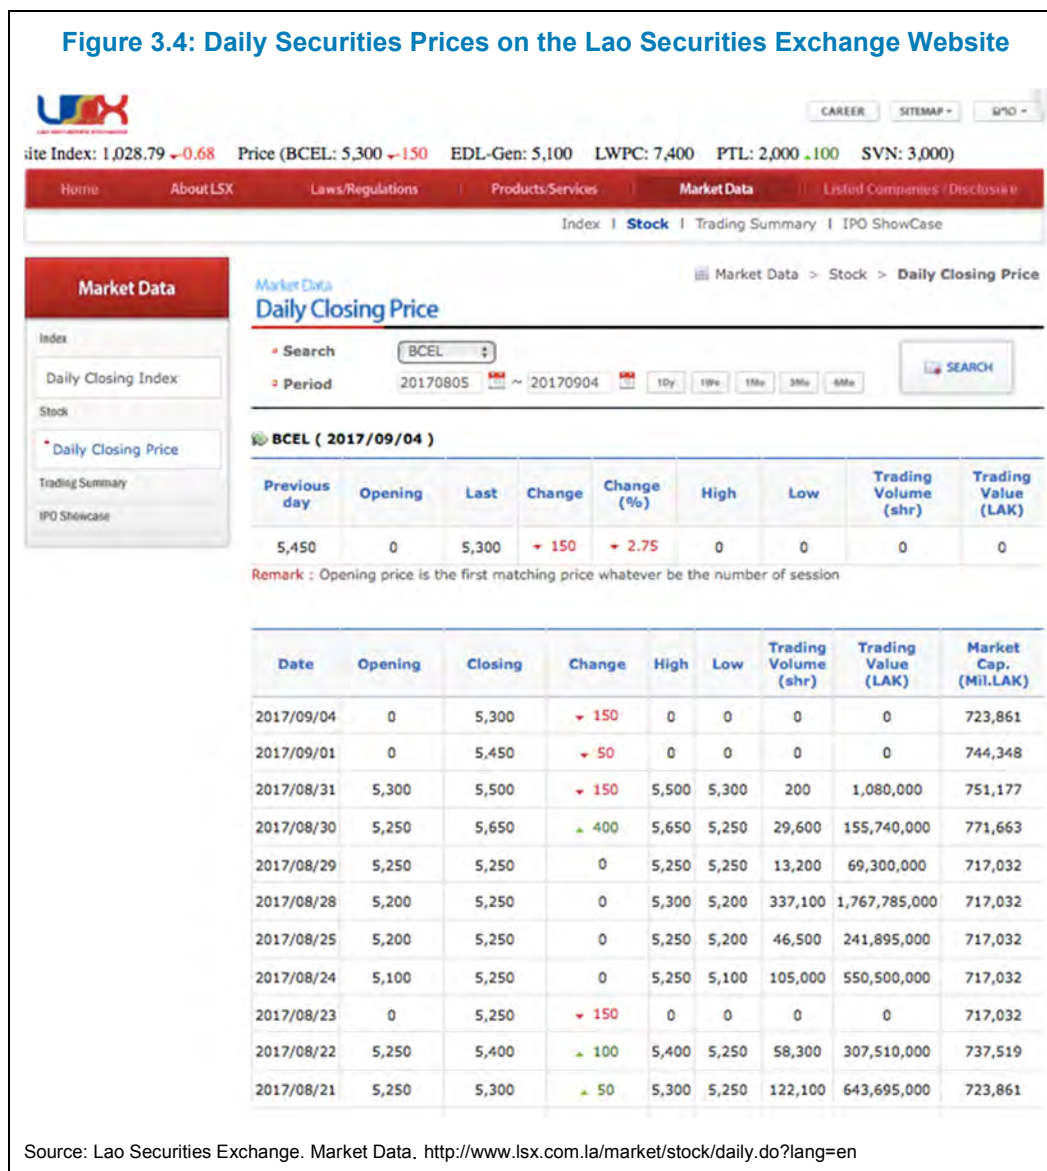 Figure 3.4: Daily Securities Prices on the Lao Securities Exchange Website
LSX
CAREER SITEMAP
site Index: 1,028.79 -0.68 Price (BCEL: 5,300 -150 EDL-Gen: 5,100 LWPC: 7,400 PTL: 2,000 100 SVN: 3,000)
Home About LSX Laws/Regulations Products/Services Market Data Listed Companies / Disclosure
Index I Stock I Trading Summary I IPO ShowCase
Market Data
Index
Daily Closing Index
Stock
Daily Closing Price
Trading Summary
IPO Showcase
Market Data > Stock > Daily Closing Price
Market Data
Daily Closing Price
Search BCEL
Period 20170805 ~ 20170904 1Dy 1We 1Mo 3Mo 6Mo
SEARCH
BCEL ( 2017/09/04 )
Previous day Opening Last Change Change (%) High Low Trading Volume (shr) Trading Value (LAK)
5,450 0 5,300 ▼ 150 ▼ 2.75 0 0 0 0
Remark : Opening price is the first matching price whatever be the number of session
Date Opening Closing Change High Low Trading Volume (shr) Trading Value (LAK) Market Cap. (Mil.LAK)
2017/09/04 0 5,300 ▼ 150 0 0 0 0 723,861
2017/09/01 0 5,450 ▼ 50 0 0 0 0 744,348
2017/08/31 5,300 5,500 ▼ 150 5,500 5,300 200 1,080,000 751,177
2017/08/30 5,250 5,650 ▲ 400 5,650 5,250 29,600 155,740,000 771,663
2017/08/29 5,250 5,250 0 5,250 5,250 13,200 69,300,000 717,032
2017/08/28 5,200 5,250 0 5,300 5,200 337,100 1,767,785,000 717,032
2017/08/25 5,200 5,250 0 5,250 5,200 46,500 241,895,000 717,032
2017/08/24 5,100 5,250 0 5,250 5,100 105,000 550,500,000 717,032
2017/08/23 0 5,250 ▼ 150 0 0 0 0 717,032
2017/08/22 5,250 5,400 ▲ 100 5,400 5,250 58,300 307,510,000 737,519
2017/08/21 5,250 5,300 ▲ 50 5,300 5,250 122,100 643,695,000 723,861
Source: Lao Securities Exchange. Market Data. http://www.lsx.com.la/market/stock/daily.do?lang=en